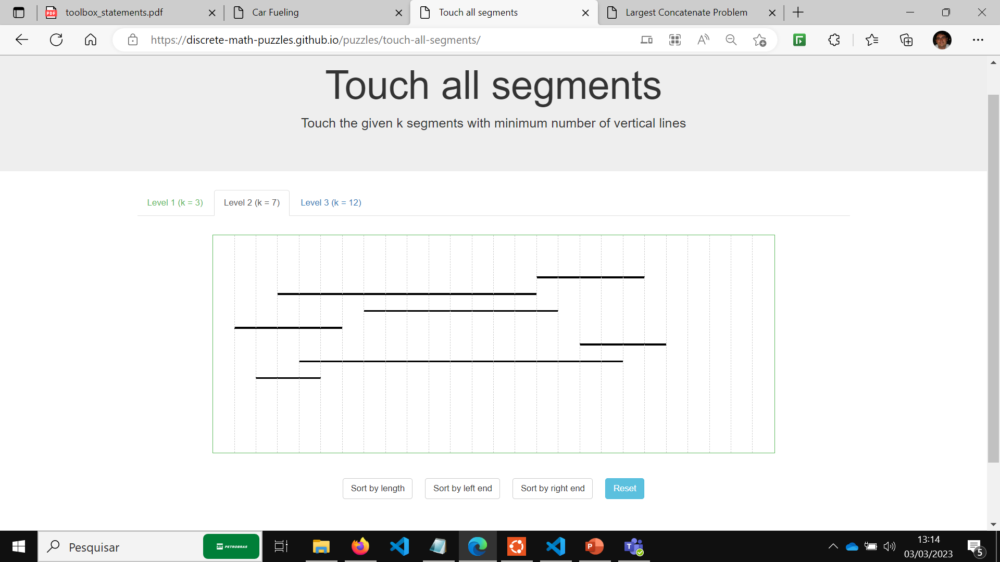 toolbox_statements.pdf
Car Fueling
Touch all segments
Largest Concatenate Problem
https://discrete-math-puzzles.github.io/puzzles/touch-all-segments/
Touch all segments
Touch the given k segments with minimum number of vertical lines
Level 1 (k = 3)
Level 2 (k = 7)
Level 3 (k = 12)
Sort by length
Sort by left end
Sort by right end
Reset
Pesquisar
BR PETROBRAS
13:14
03/03/2023
5